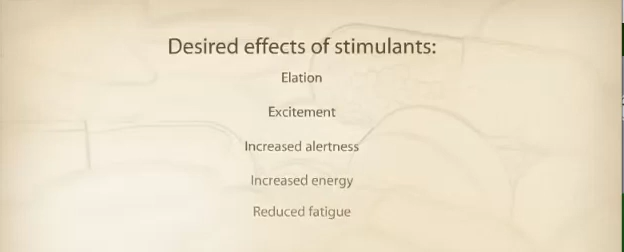 Desired effects of stimulants:
Elation
Excitement
Increased alertness
Increased energy
Reduced fatigue